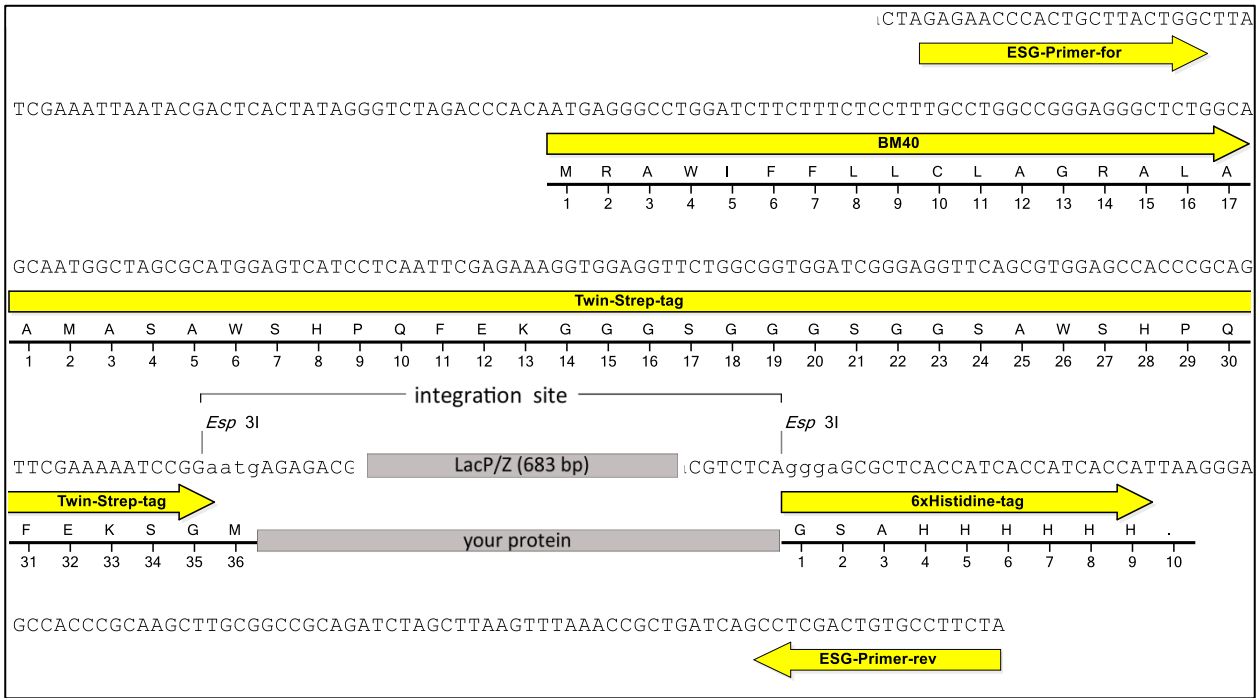 CTAGAGAACCCACTGCTTACTGGCTTA
ESG-Primer-for
TCGAAATTAATACGACTCACTATAGGGTCTAGACCCACAATGAGGGCCTGGATCTTCTTTCTCCTTTGCCTGGCCGGGAGGGCTCTGGCA
BM40
M R A W I F F L L C L A G R A L A
1 2 3 4 5 6 7 8 9 10 11 12 13 14 15 16 17
GCAATGGCTAGCGCATGGAGTCATCCTCAATTCGAGAAAGGTGGAGGTTCTGGCGGTGGATCGGGAGGTTCAGCGTGGAGCCACCCGCAG
Twin-Strep-tag
A M A S A W S H P Q F E K G G G S G G G S G G S A W S H P Q
1 2 3 4 5 6 7 8 9 10 11 12 13 14 15 16 17 18 19 20 21 22 23 24 25 26 27 28 29 30
integration site
Esp 3I Esp 3I
TTCGAAAAATCCGGaatgAGAGACG LacP/Z (683 bp) CGTCTCAgggaGCGCTCACCATCACCATCACCATTAAGGGA
Twin-Strep-tag 6xHistidine-tag
F E K S G M your protein G S A H H H H H H .
31 32 33 34 35 36 1 2 3 4 5 6 7 8 9 10
GCCACCCGCAAGCTTGCGGCCGCAGATCTAGCTTAAGTTTAAACCGCTGATCAGCCTCGACTGTGCCTTCTA
ESG-Primer-rev